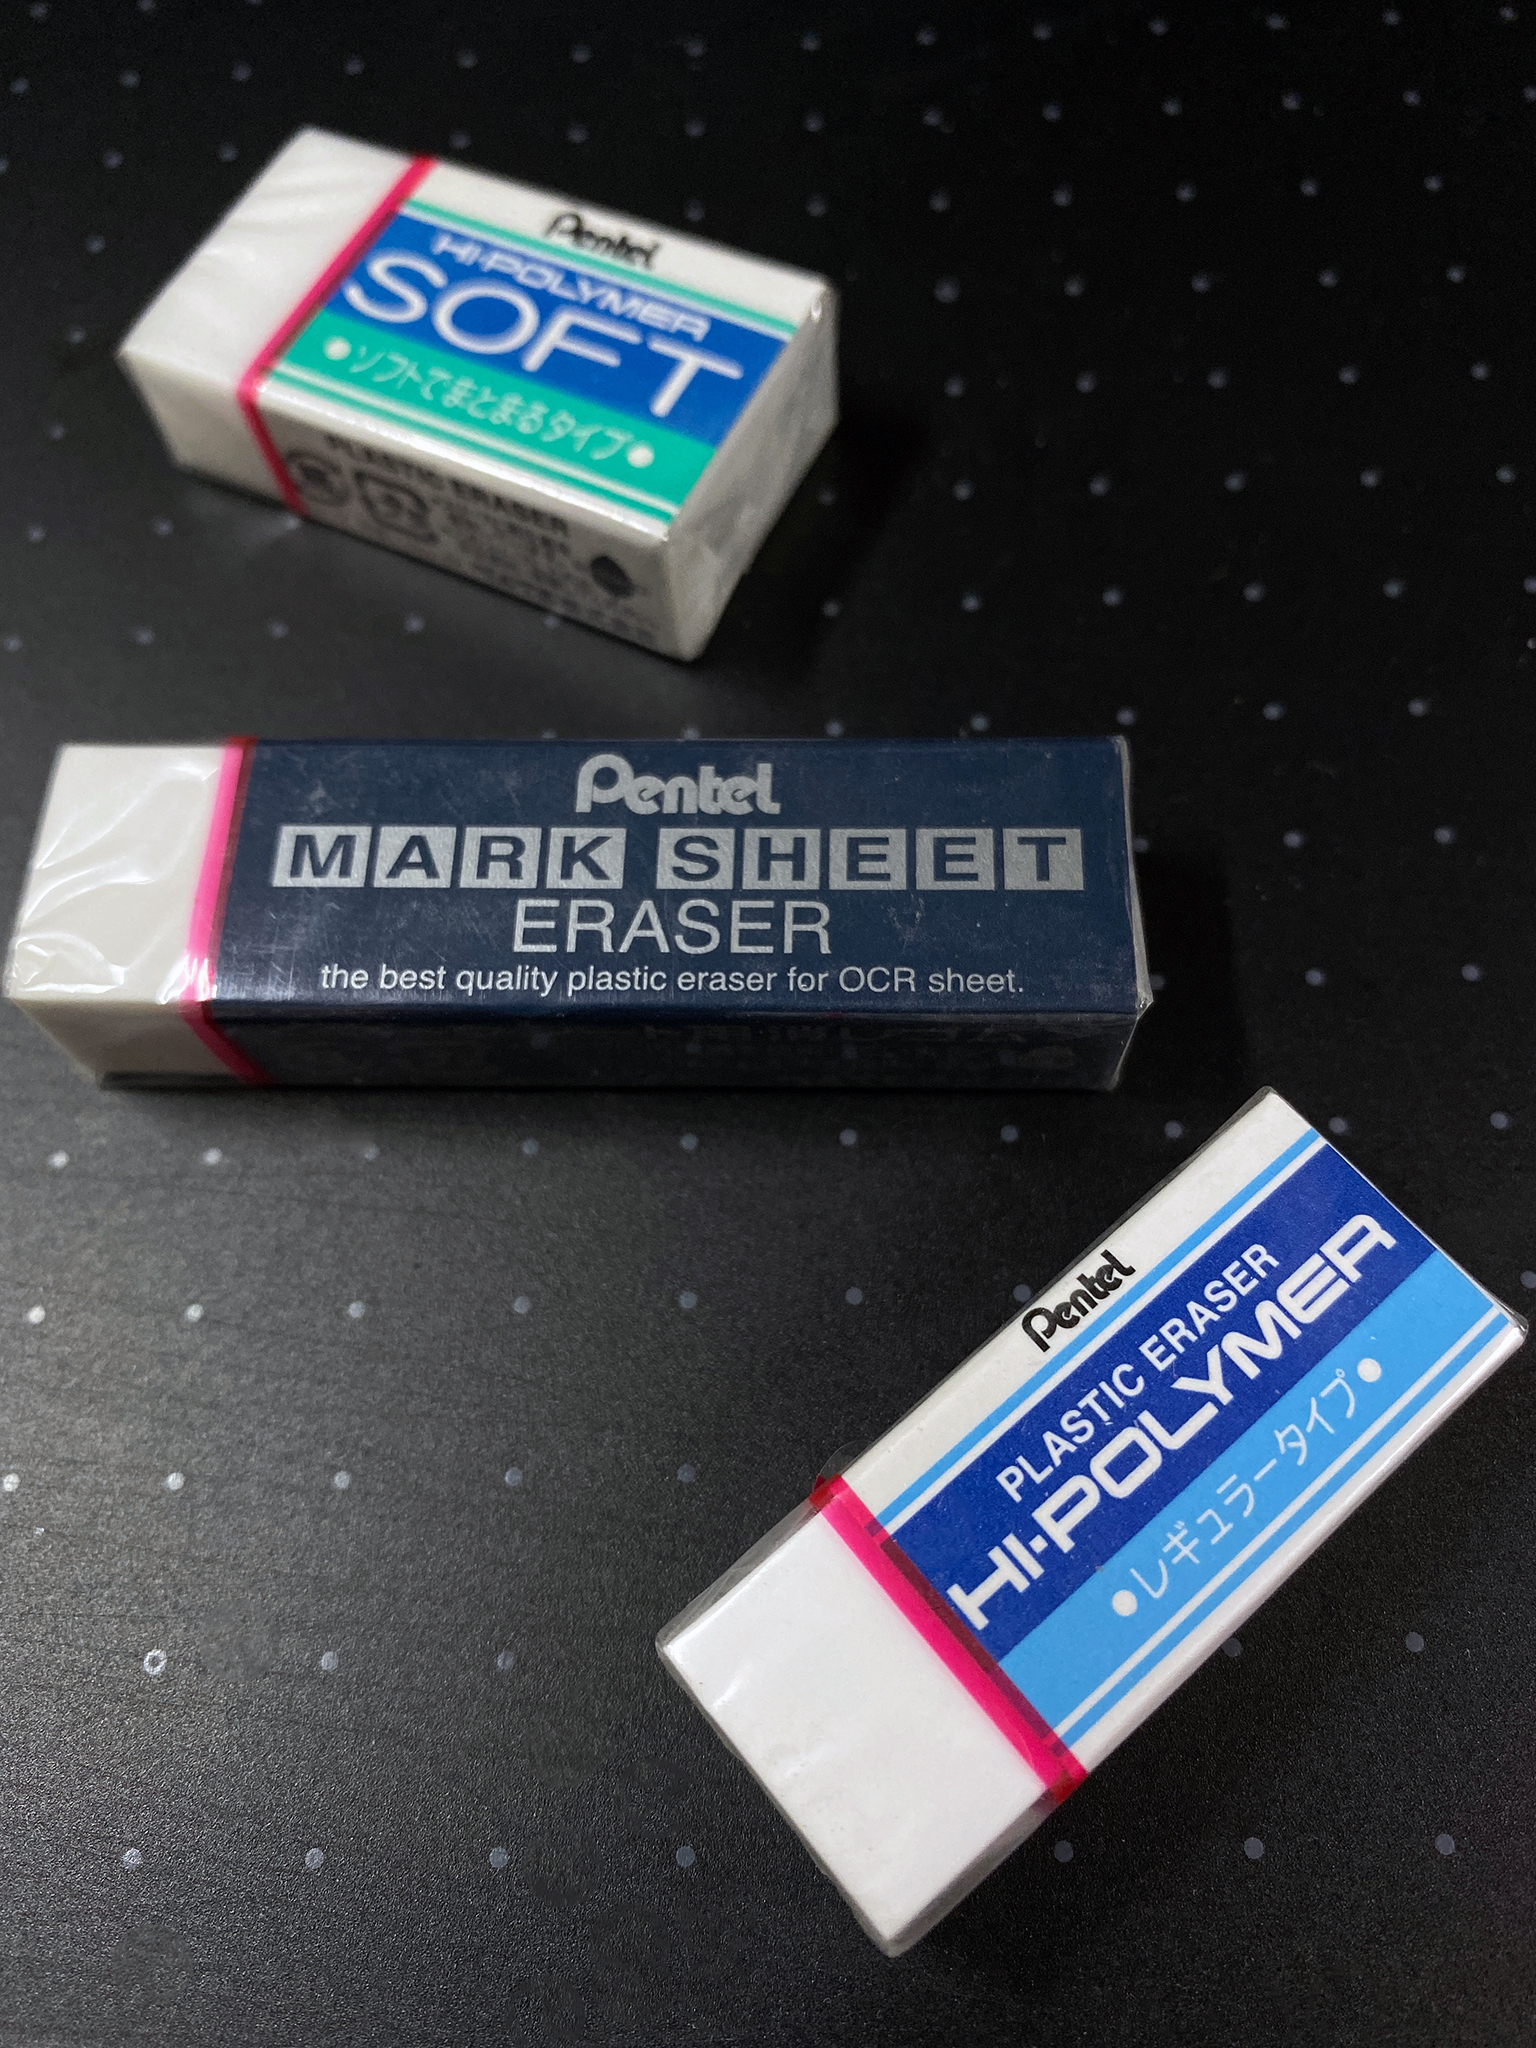 Pentel
HI-POLYMER
SOFT
●ソフトでまとまるタイプ●
PLASTIC ERASER
Pentel
MARK SHEET
ERASER
the best quality plastic eraser for OCR sheet.
Pentel
PLASTIC ERASER
HI-POLYMER
●レギュラータイプ●